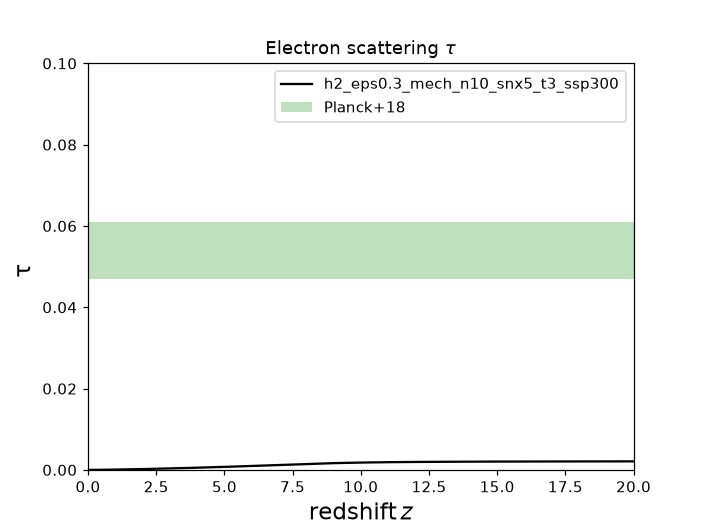 Electron scattering τ
h2_eps0.3_mech_n10_snx5_t3_ssp300
Planck+18
0.10
0.08
0.06
0.04
0.02
0.00
τ
0.0 2.5 5.0 7.5 10.0 12.5 15.0 17.5 20.0
redshift z